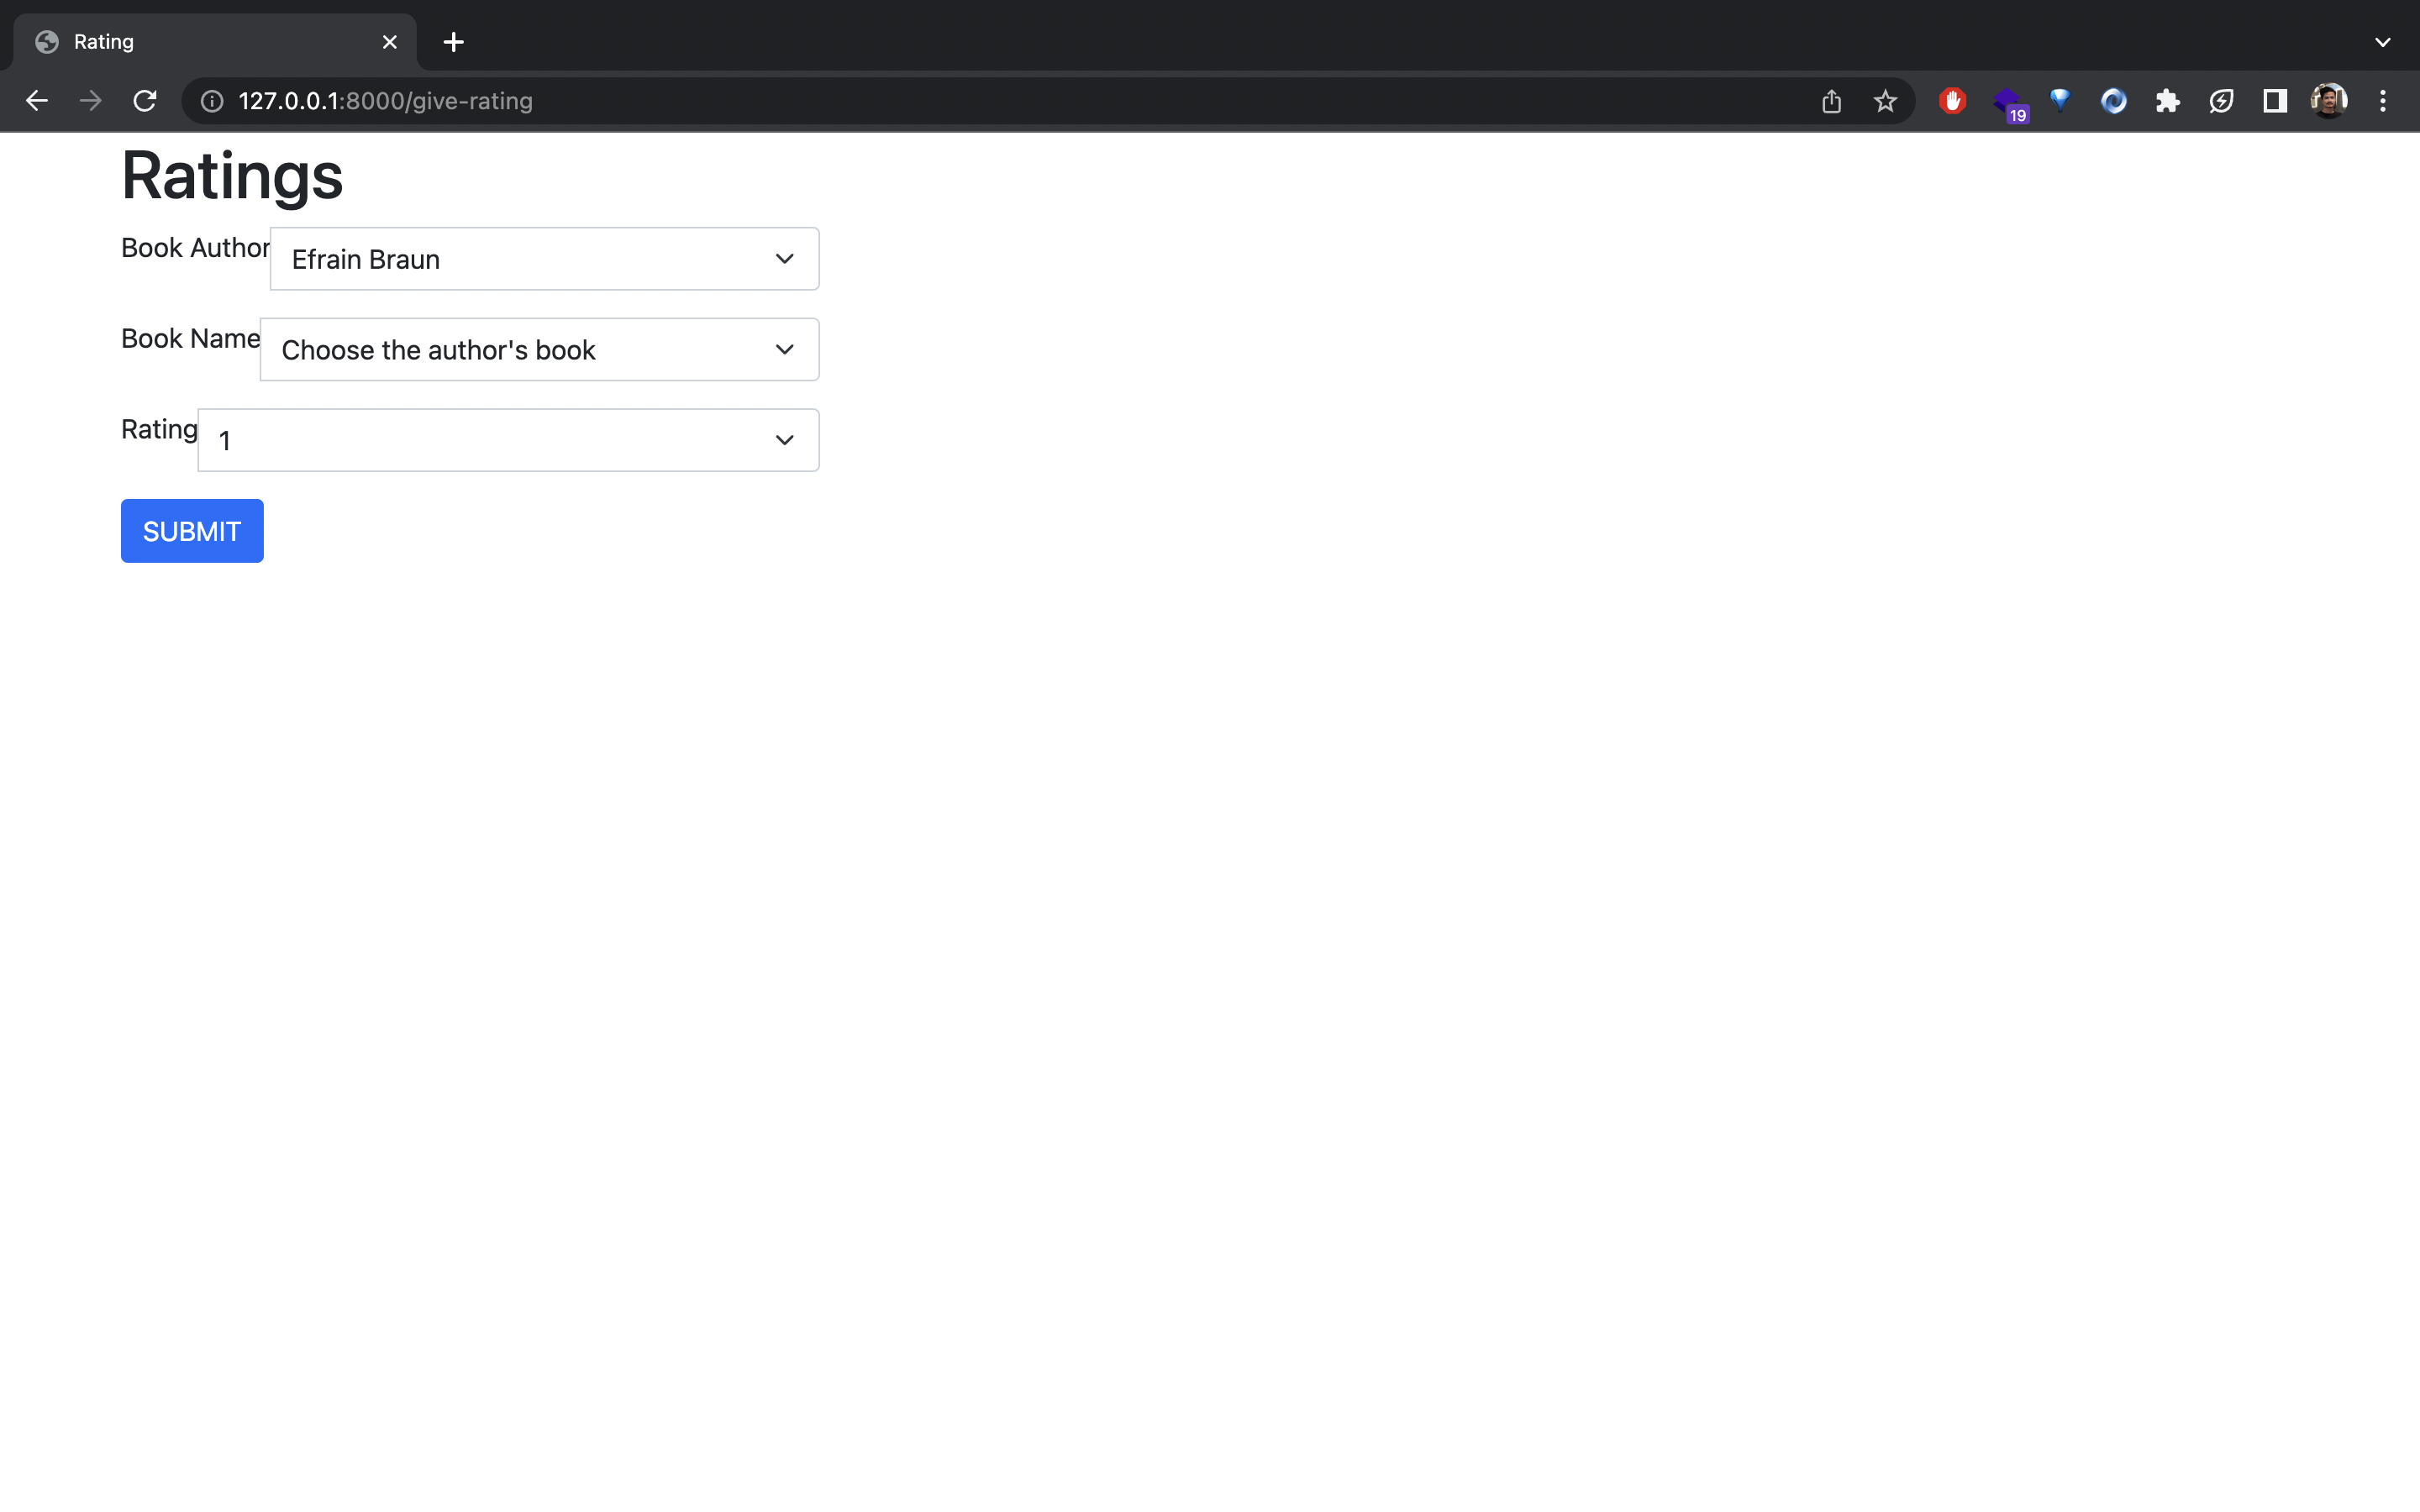 Rating
127.0.0.1:8000/give-rating
19
Ratings
Book Author Efrain Braun
Book Name Choose the author's book
Rating 1
SUBMIT